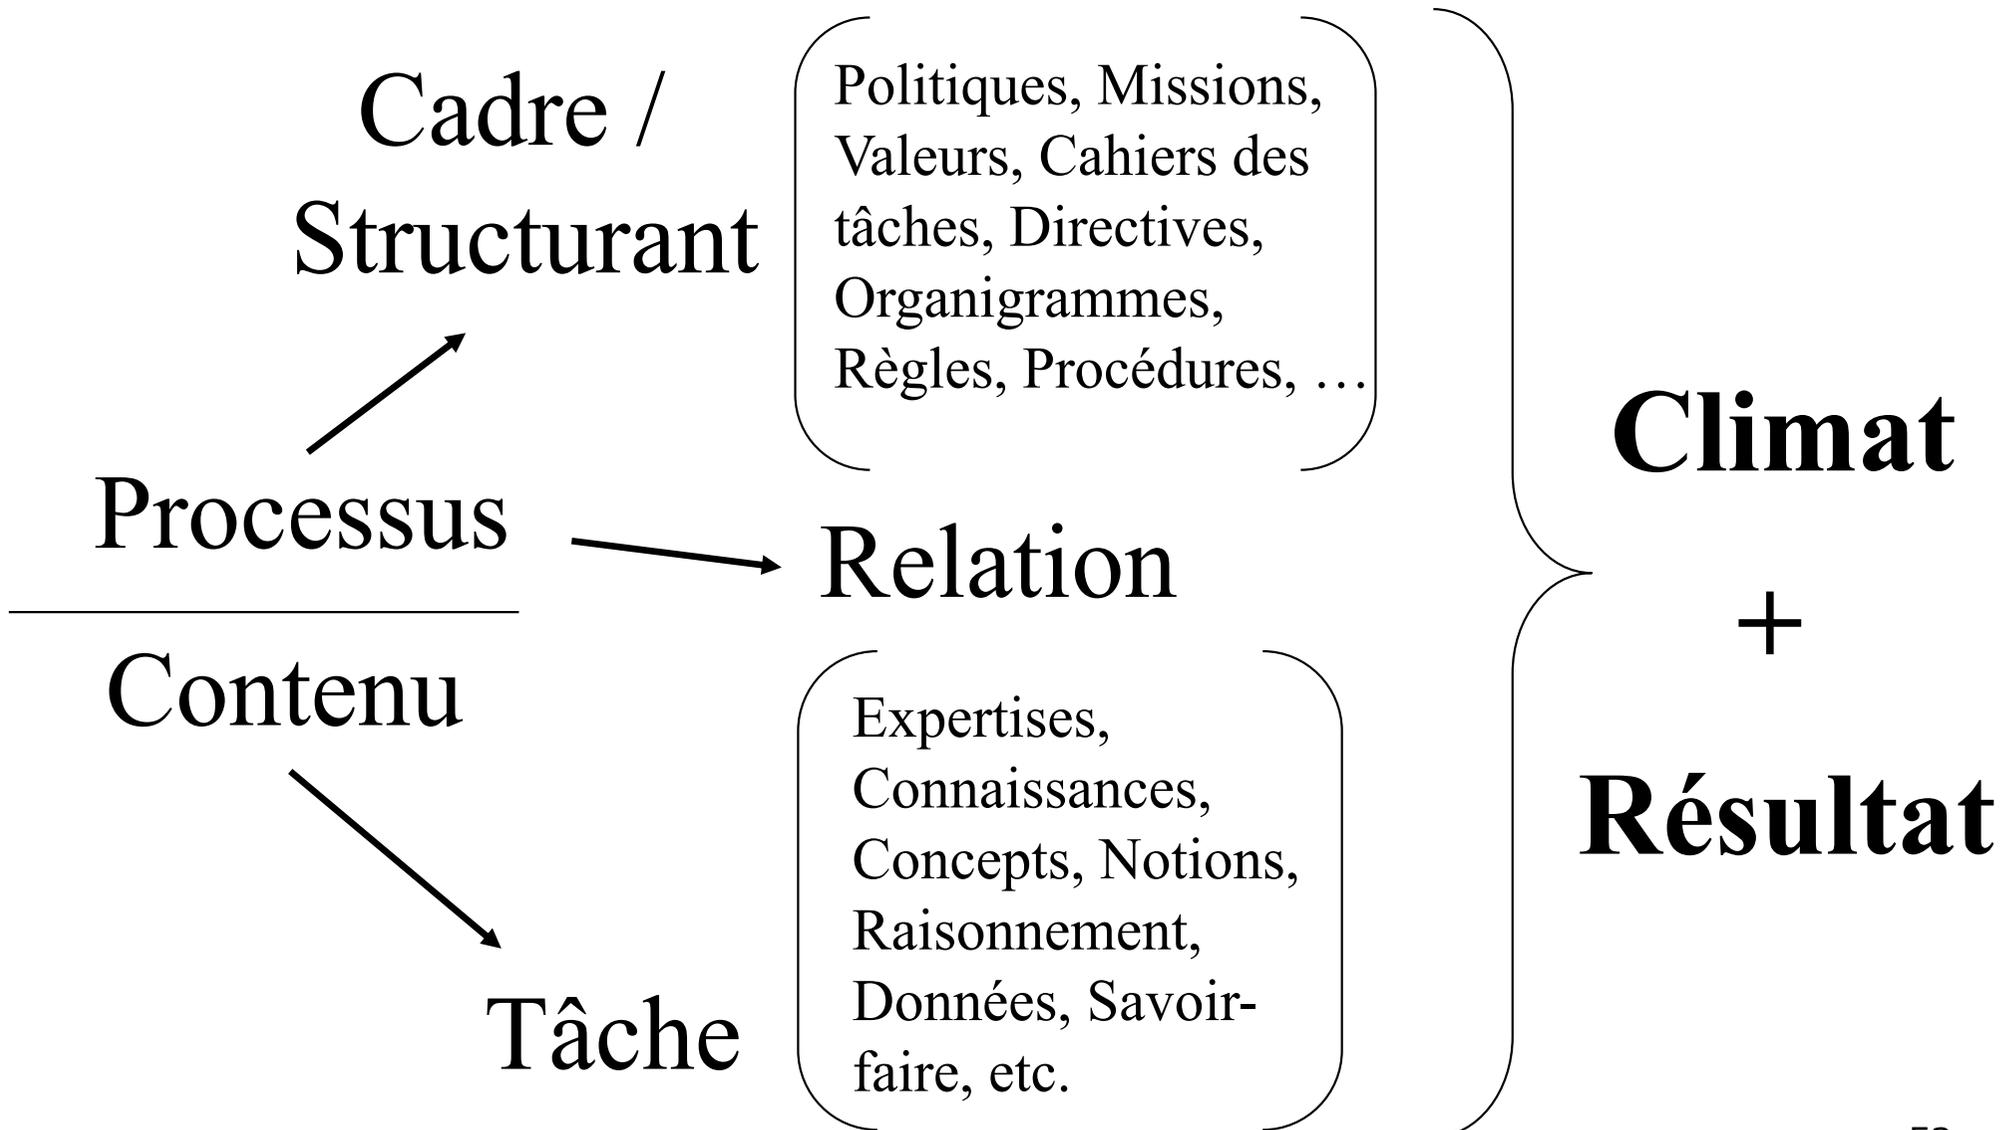 Cadre /
Structurant
Politiques, Missions,
Valeurs, Cahiers des
tâches, Directives,
Organigrammes,
Règles, Procédures, …
Processus
Relation
Contenu
Tâche
Expertises,
Connaissances,
Concepts, Notions,
Raisonnement,
Données, Savoir-
faire, etc.
Climat
+
Résultat